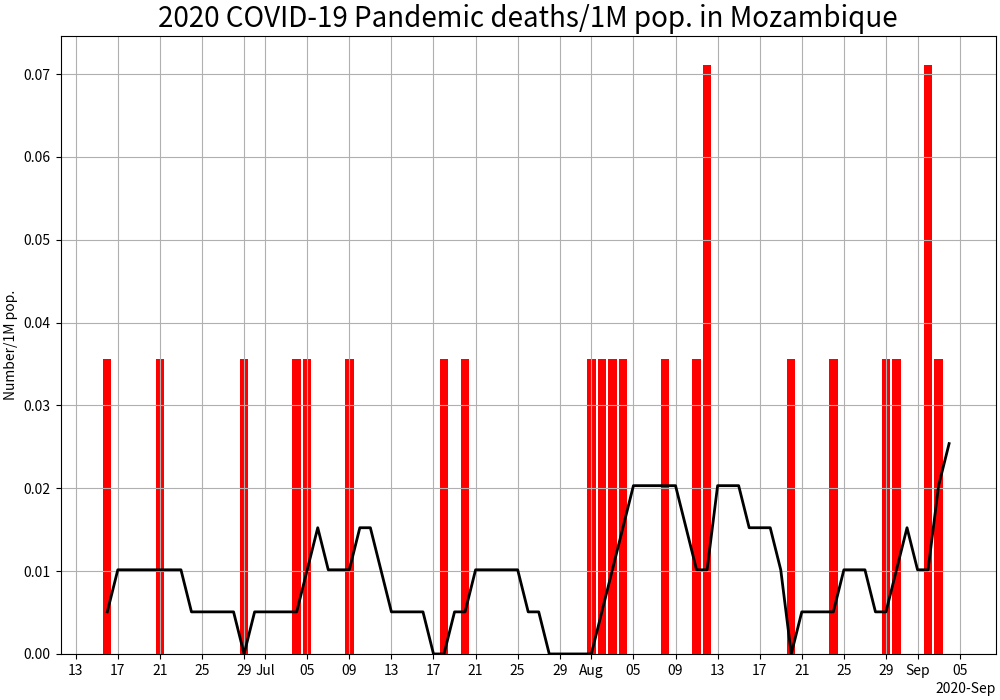 2020 COVID-19 Pandemic deaths/1M pop. in Mozambique
Number/1M pop.
0.07
0.06
0.05
0.04
0.03
0.02
0.01
0.00
13 17 21 25 29 Jul 05 09 13 17 21 25 29 Aug 05 09 13 17 21 25 29 Sep 05
2020-Sep